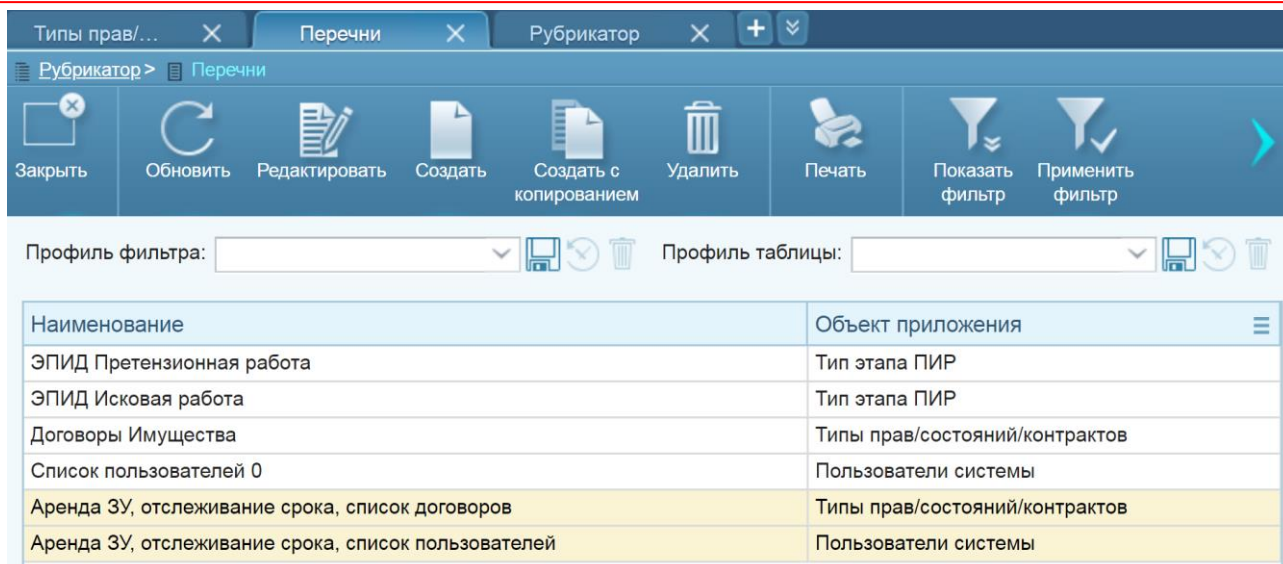 Типы прав/... Перечни Рубрикатор
Рубрикатор > Перечни
Закрыть Обновить Редактировать Создать Создать с копированием Удалить Печать Показать фильтр Применить фильтр
Профиль фильтра: Профиль таблицы:
Наименование Объект приложения
ЭПИД Претензионная работа Тип этапа ПИР
ЭПИД Исковая работа Тип этапа ПИР
Договоры Имущества Типы прав/состояний/контрактов
Список пользователей 0 Пользователи системы
Аренда ЗУ, отслеживание срока, список договоров Типы прав/состояний/контрактов
Аренда ЗУ, отслеживание срока, список пользователей Пользователи системы